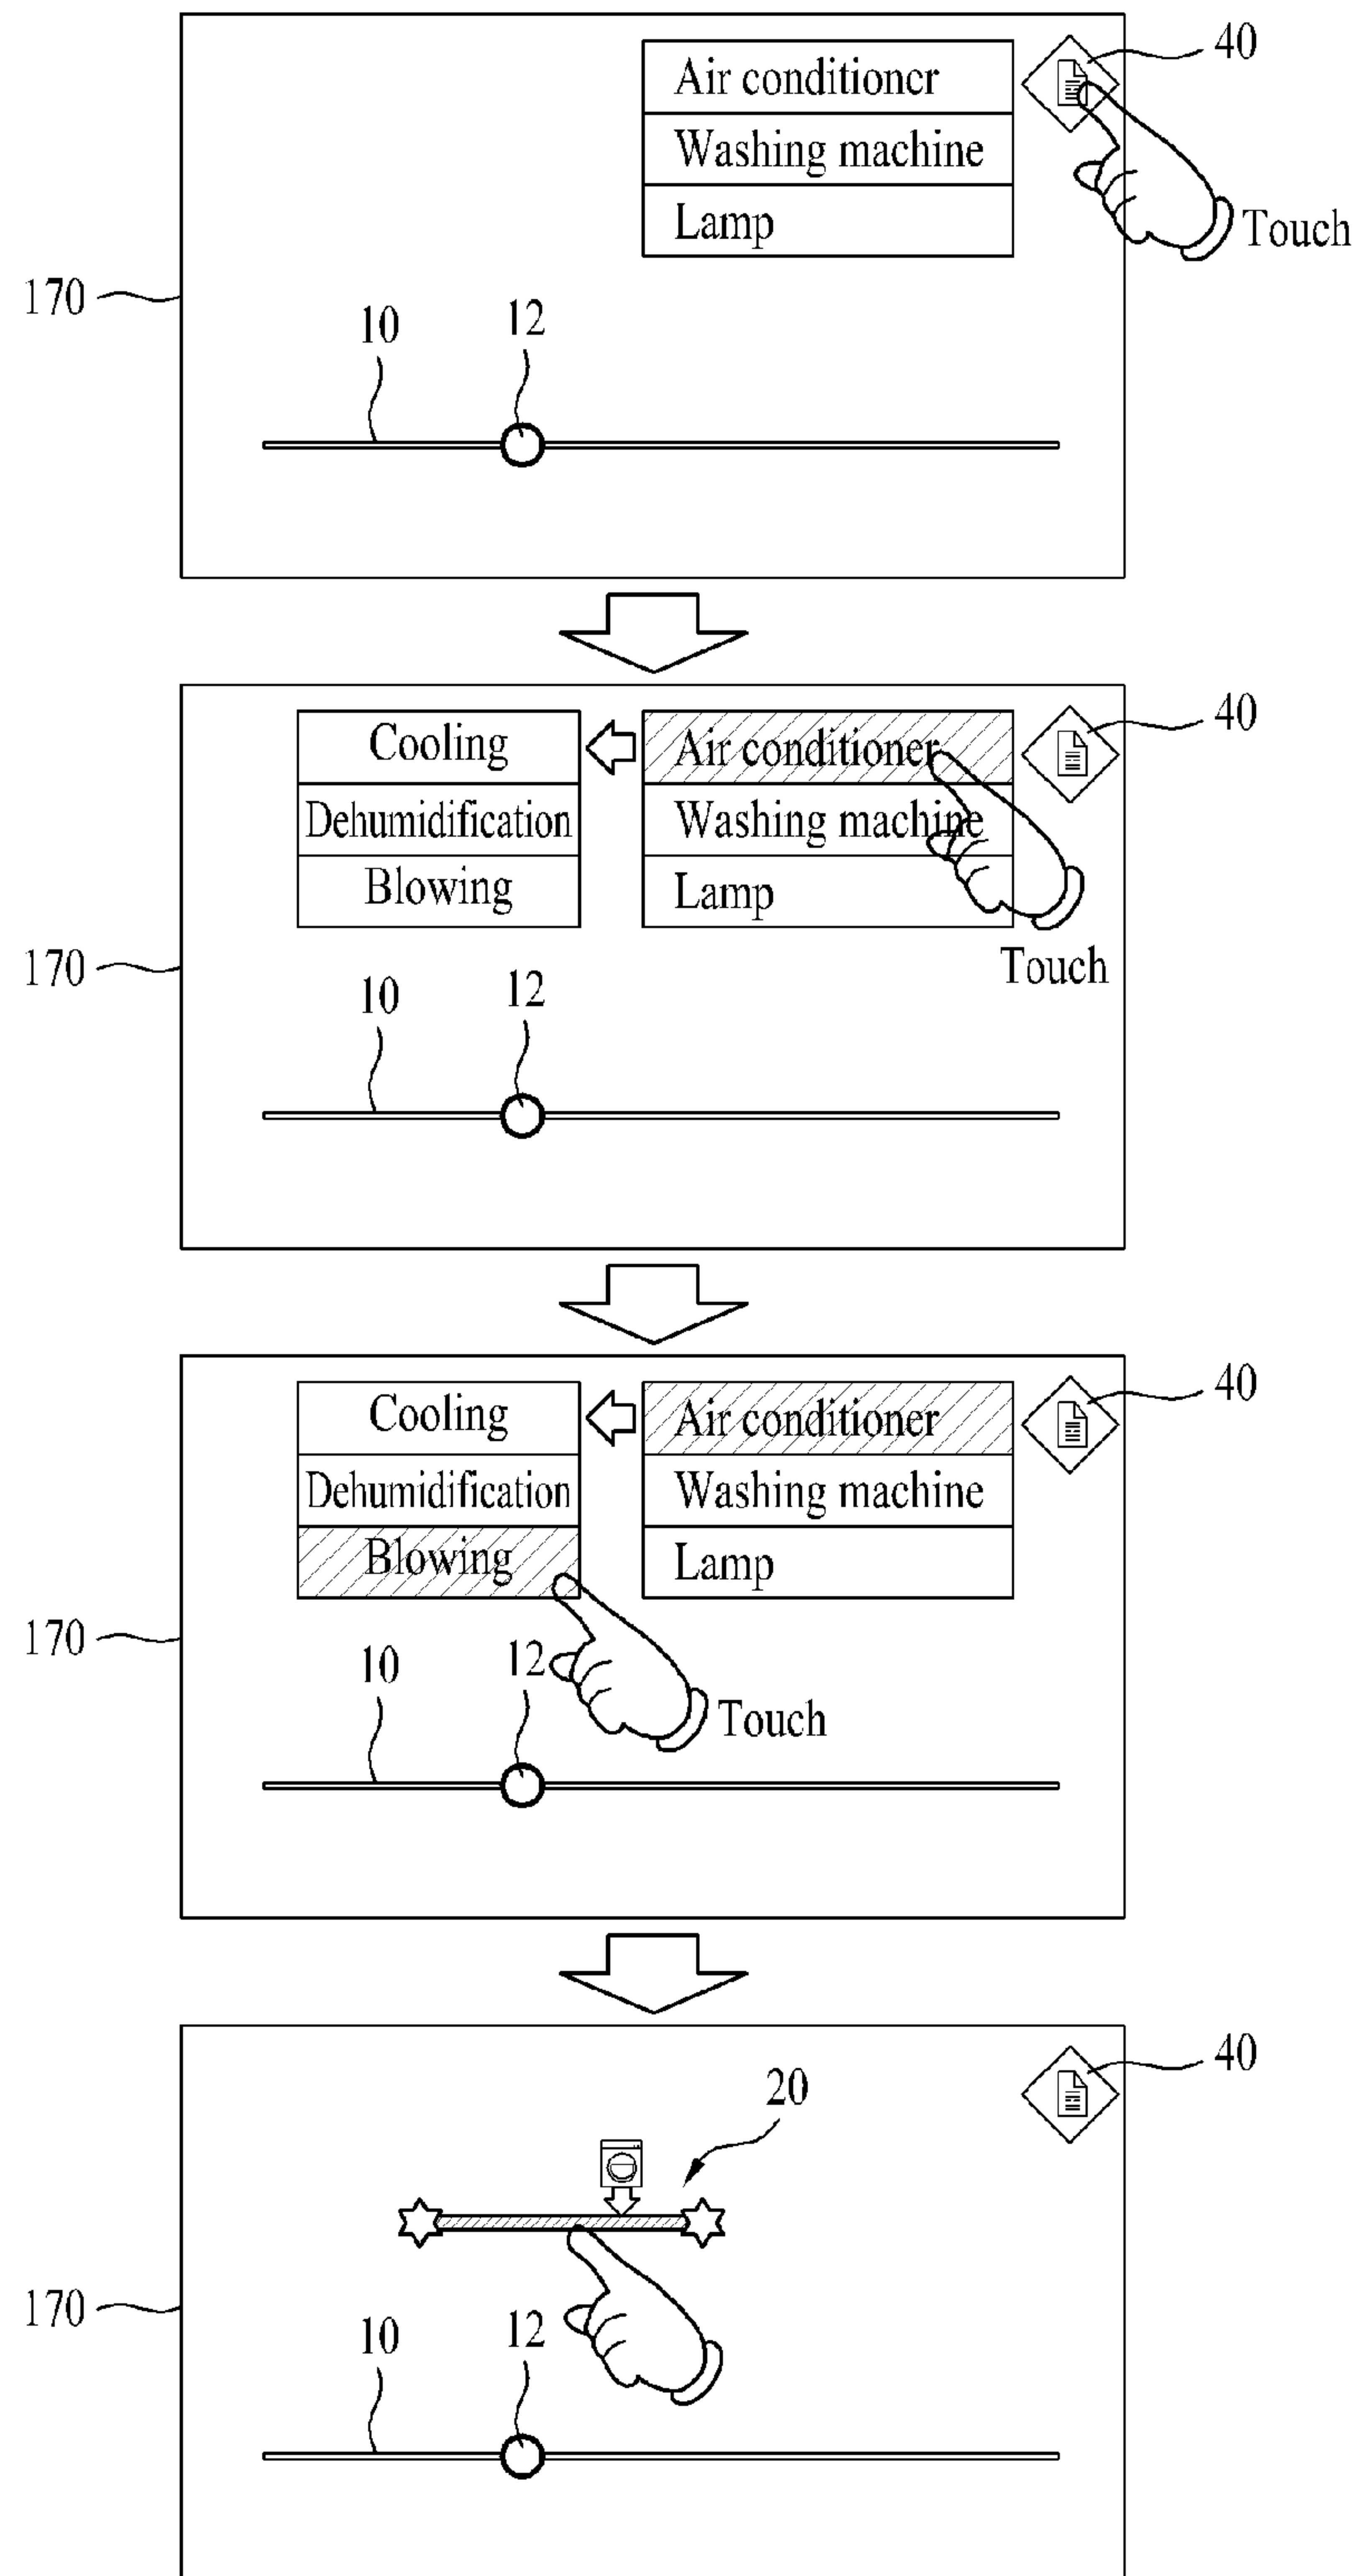 40
Air conditioner
Washing machine
Lamp
Touch
170
10
12
40
Cooling
Air conditioner
Dehumidification
Washing machine
Blowing
Lamp
Touch
170
10
12
40
Cooling
Air conditioner
Dehumidification
Washing machine
Blowing
Lamp
170
10
12
Touch
40
20
170
10
12